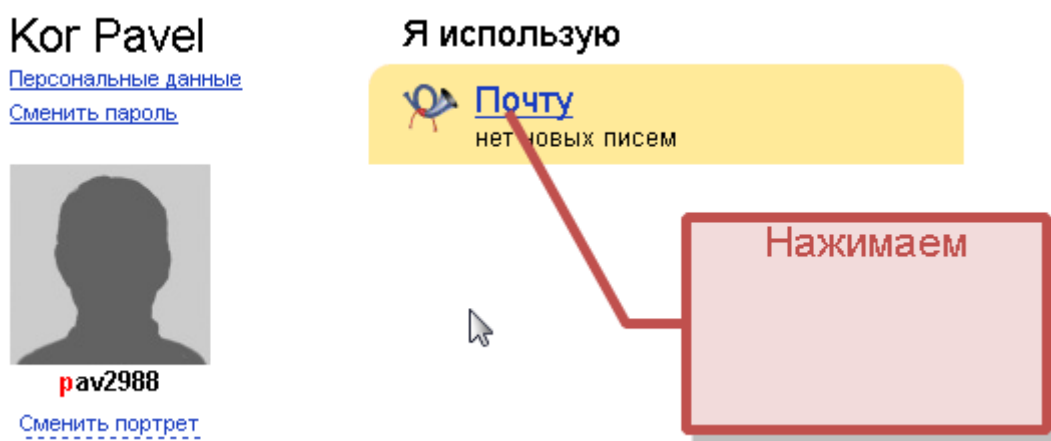 Kor Pavel
Персональные данные
Сменить пароль
pav2988
Сменить портрет
Я использую
Почту
нет новых писем
Нажимаем